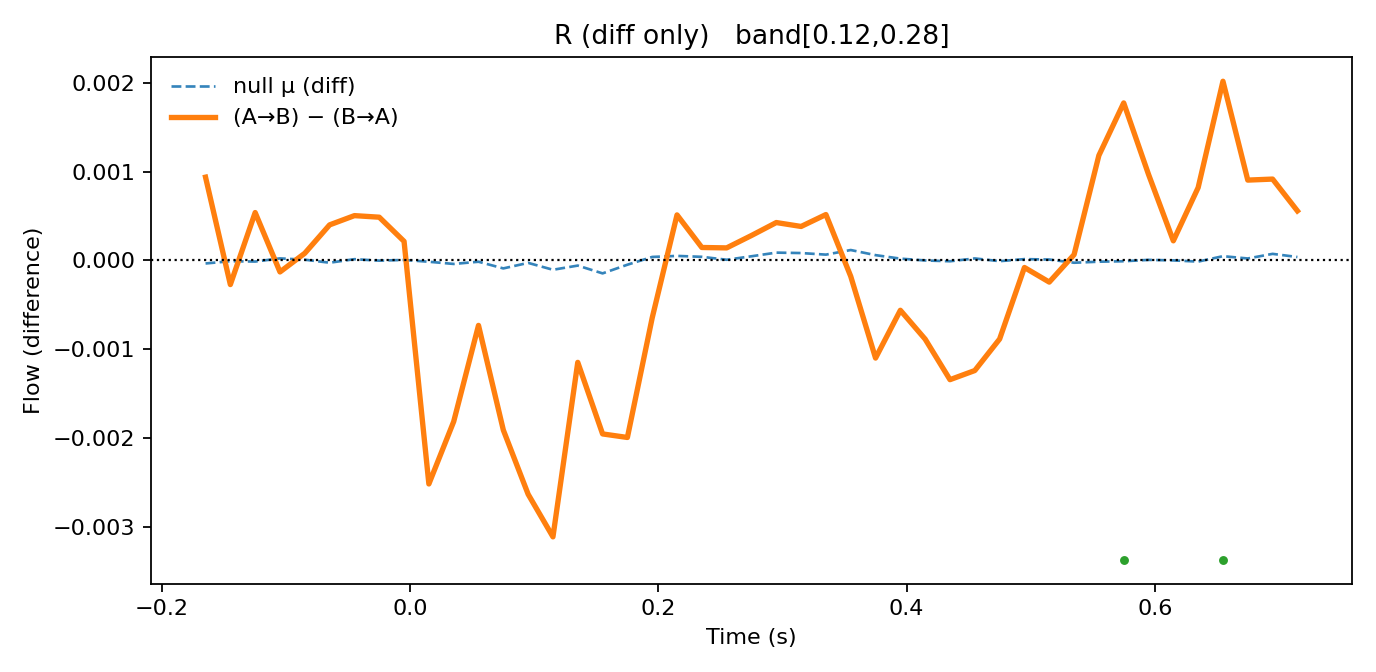 R (diff only)   band[0.12,0.28]
null μ (diff)
(A→B) − (B→A)
0.002
0.001
0.000
−0.001
−0.002
−0.003
Flow (difference)
−0.2
0.0
0.2
0.4
0.6
Time (s)